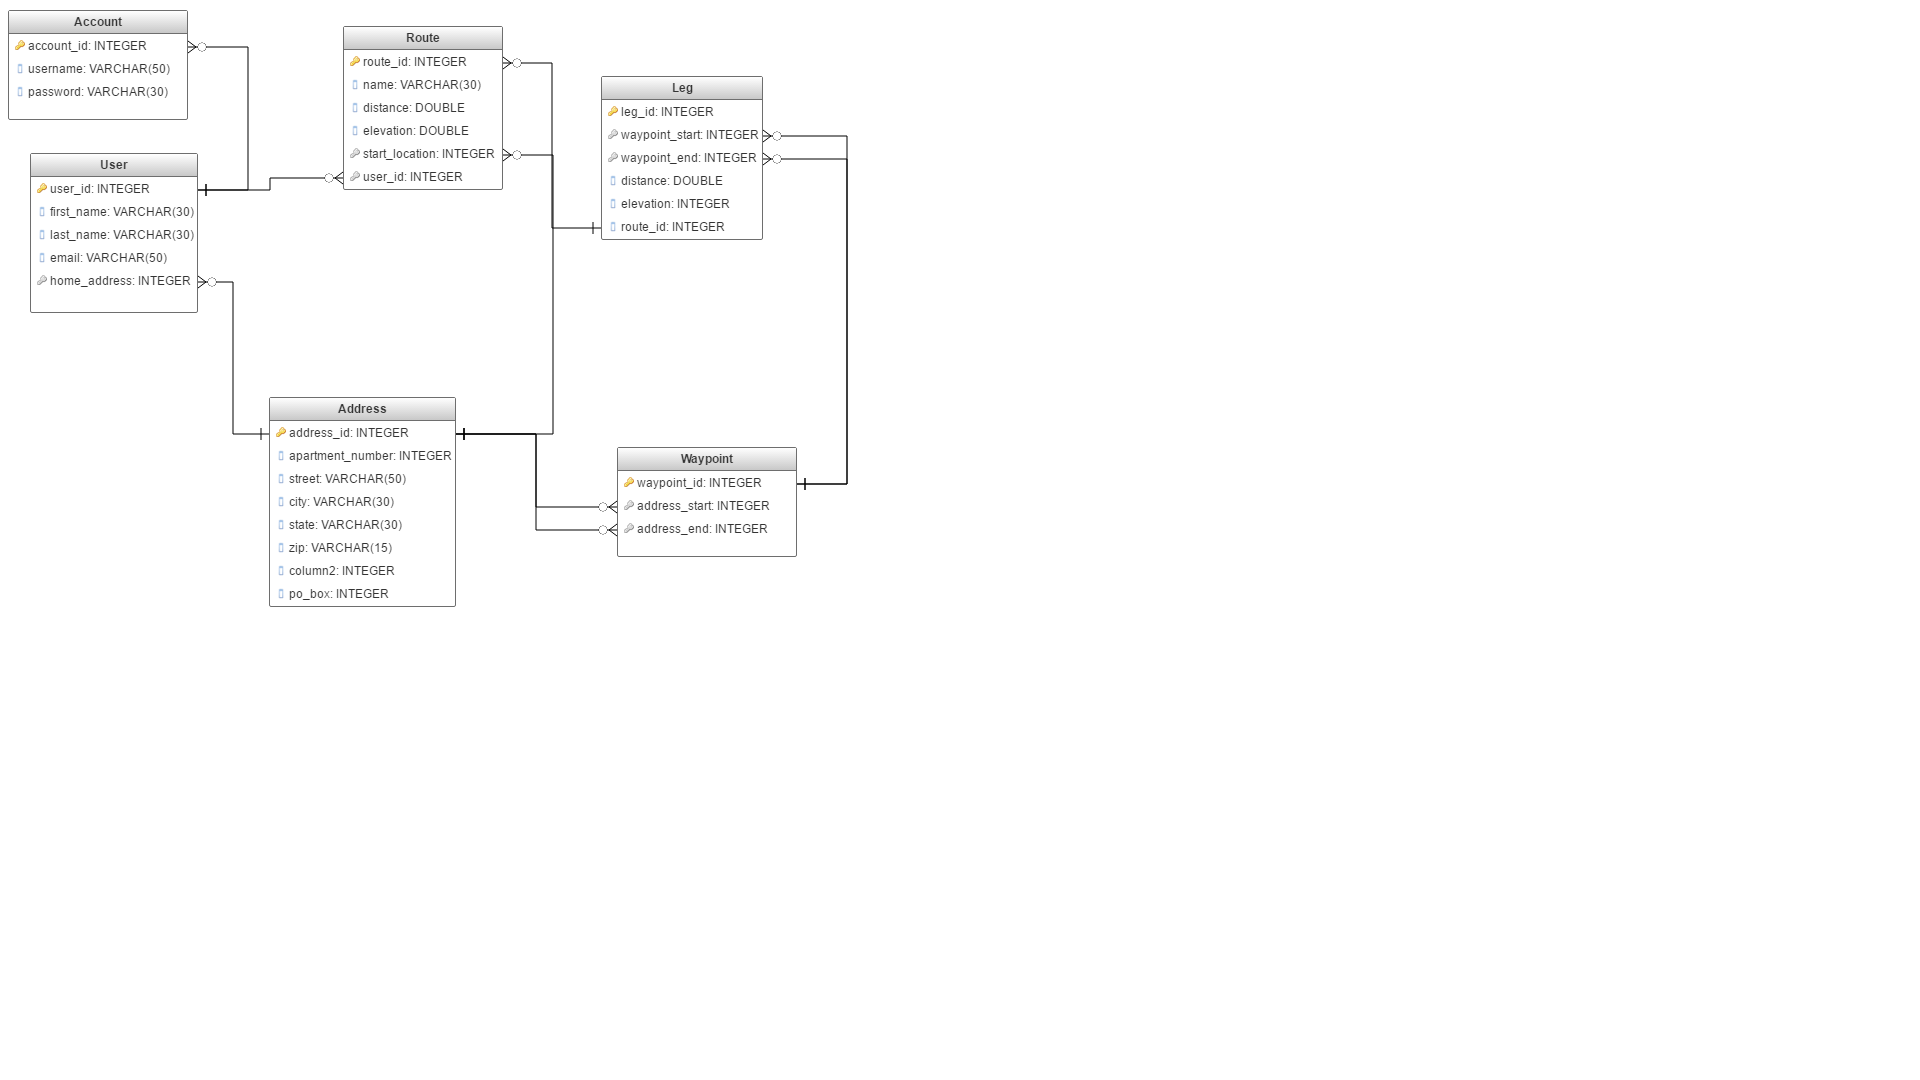 Account
account_id: INTEGER
username: VARCHAR(50)
password: VARCHAR(30)
User
user_id: INTEGER
first_name: VARCHAR(30)
last_name: VARCHAR(30)
email: VARCHAR(50)
home_address: INTEGER
Route
route_id: INTEGER
name: VARCHAR(30)
distance: DOUBLE
elevation: DOUBLE
start_location: INTEGER
user_id: INTEGER
Leg
leg_id: INTEGER
waypoint_start: INTEGER
waypoint_end: INTEGER
distance: DOUBLE
elevation: INTEGER
route_id: INTEGER
Address
address_id: INTEGER
apartment_number: INTEGER
street: VARCHAR(50)
city: VARCHAR(30)
state: VARCHAR(30)
zip: VARCHAR(15)
column2: INTEGER
po_box: INTEGER
Waypoint
waypoint_id: INTEGER
address_start: INTEGER
address_end: INTEGER